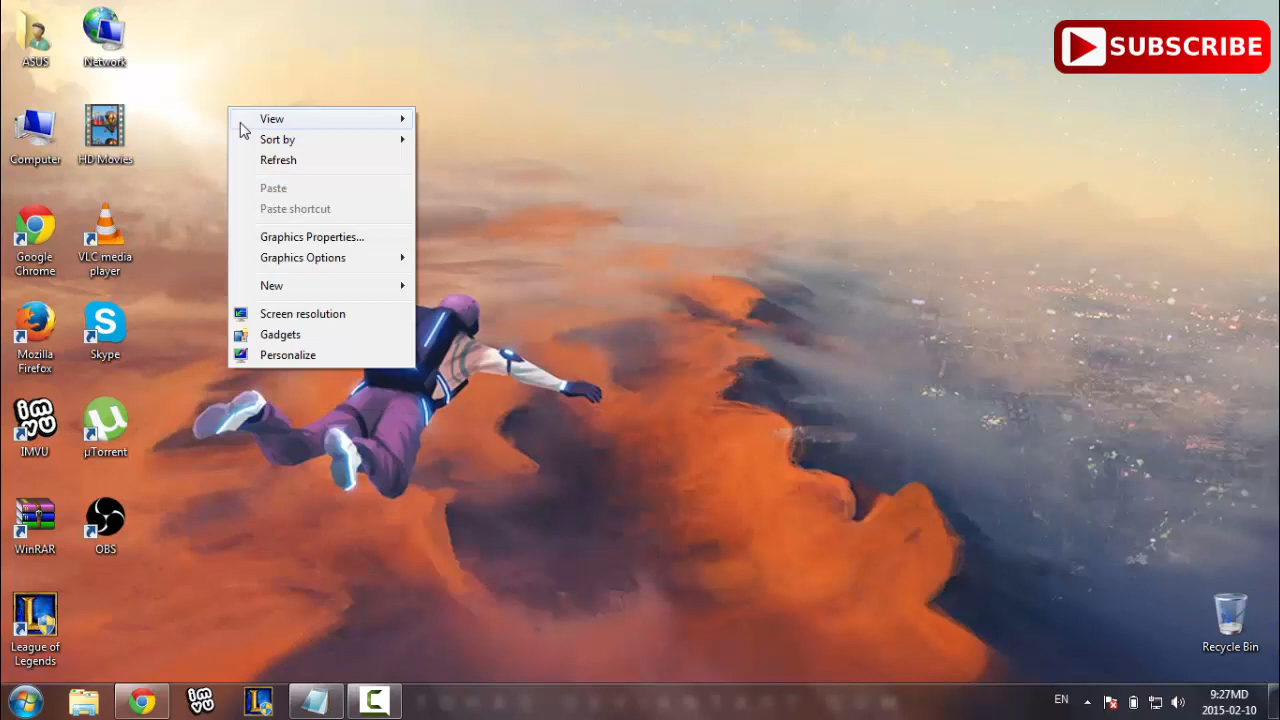 SUBSCRIBE
ASUS
Network
Computer
HD Movies
Google
Chrome
VLC media
player
Mozilla
Firefox
Skype
IMVU
µTorrent
WinRAR
OBS
League of
Legends
View
Sort by
Refresh
Paste
Paste shortcut
Graphics Properties...
Graphics Options
New
Screen resolution
Gadgets
Personalize
Recycle Bin
EN
9:27MD
2015-02-10